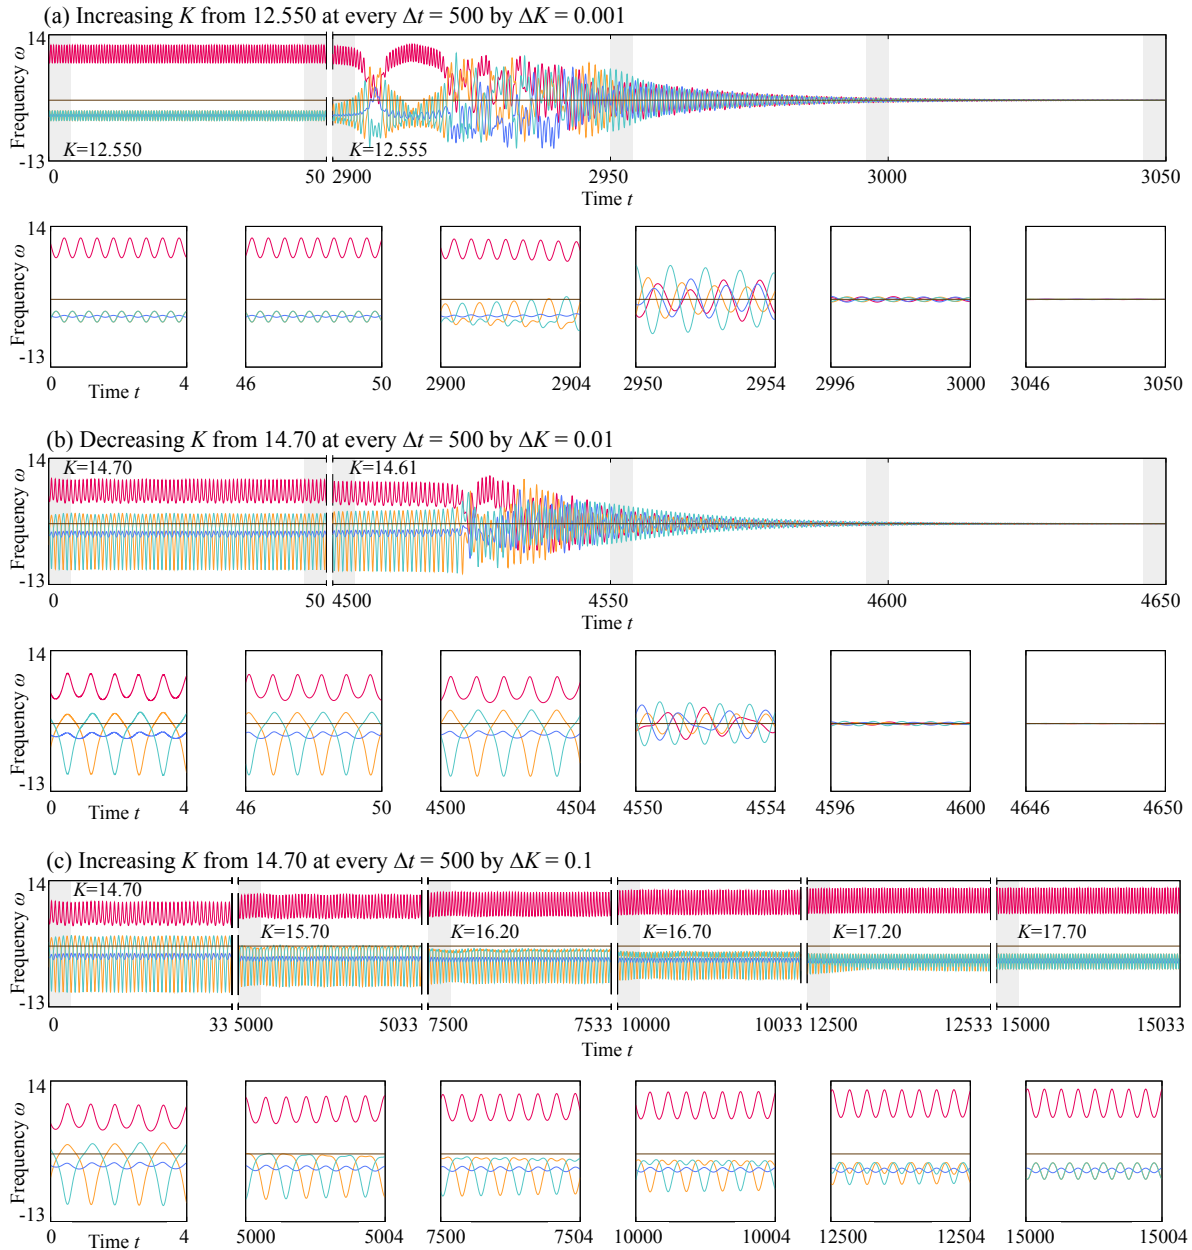 (a) Increasing K from 12.550 at every Δt = 500 by ΔK = 0.001
14
Frequency ω
-13
K=12.550
K=12.555
0 50 2900 2950 3000 3050
Time t
14
Frequency ω
-13
0 4 46 50 2900 2904 2950 2954 2996 3000 3046 3050
Time t
(b) Decreasing K from 14.70 at every Δt = 500 by ΔK = 0.01
14
Frequency ω
-13
K=14.70
K=14.61
0 50 4500 4550 4600 4650
Time t
14
Frequency ω
-13
0 4 46 50 4500 4504 4550 4554 4596 4600 4646 4650
Time t
(c) Increasing K from 14.70 at every Δt = 500 by ΔK = 0.1
14
Frequency ω
-13
K=14.70
K=15.70
K=16.20
K=16.70
K=17.20
K=17.70
0 33 5000 5033 7500 7533 10000 10033 12500 12533 15000 15033
Time t
14
Frequency ω
-13
0 4 5000 5004 7500 7504 10000 10004 12500 12504 15000 15004
Time t